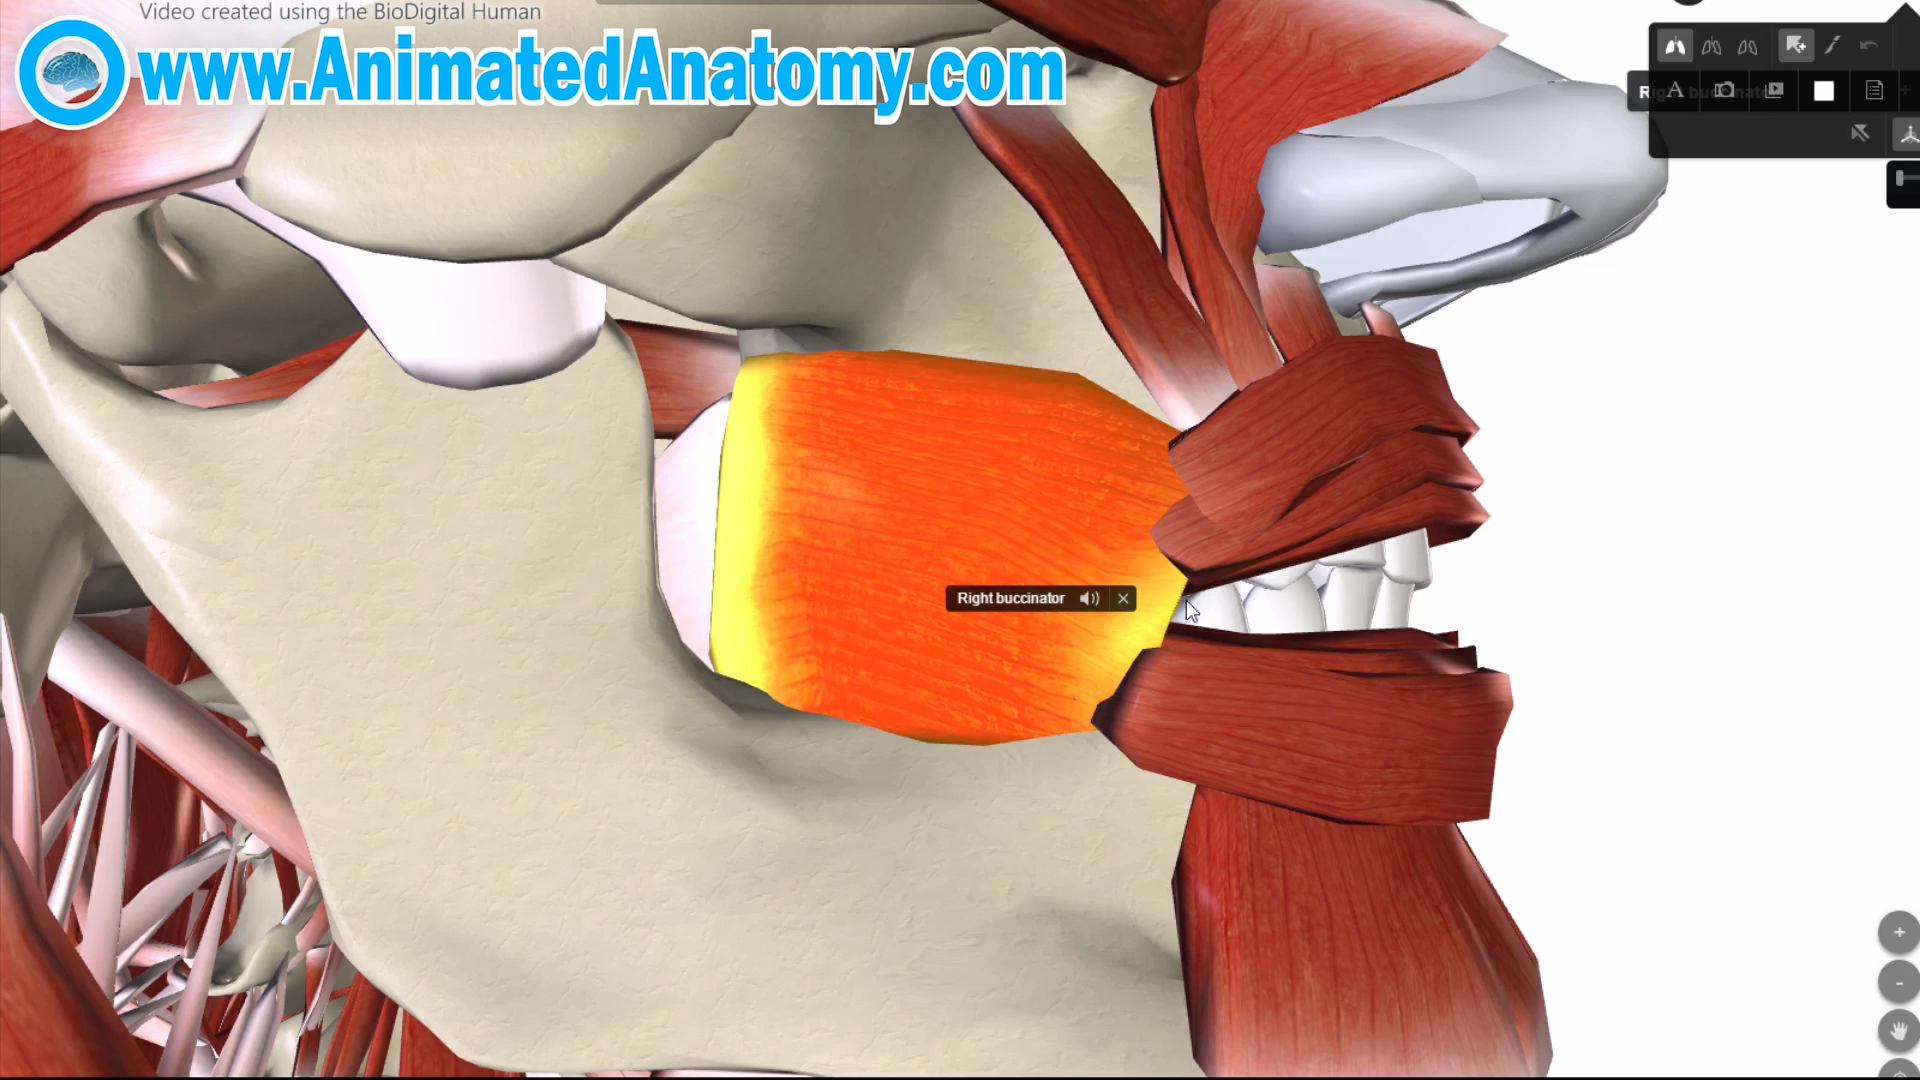 Video created using the BioDigital Human
www.AnimatedAnatomy.com
Right buccinator